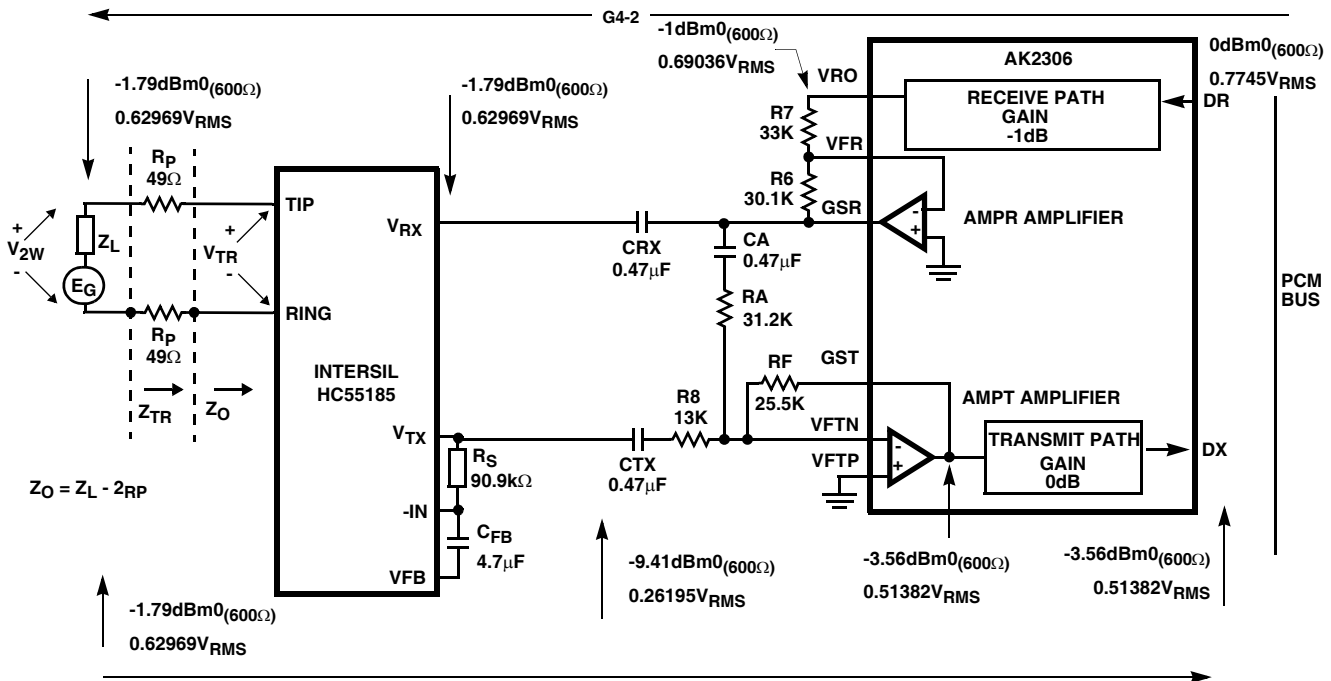 G4-2
-1dBm0(600Ω)
0.69036VRMS
AK2306
0dBm0(600Ω)
0.7745VRMS
DR
-1.79dBm0(600Ω)
0.62969VRMS
-1.79dBm0(600Ω)
0.62969VRMS
VRO
RECEIVE PATH
GAIN
-1dB
R7
33K
VFR
R6
30.1K
GSR
AMPR AMPLIFIER
-
+
RP
49Ω
TIP
VRX
CRX
0.47μF
CA
0.47μF
RA
31.2K
+
V2W
-
ZL
EG
+
VTR
-
RING
RP
49Ω
ZTR
ZO
INTERSIL
HC55185
PCM
BUS
RF
25.5K
GST
AMPT AMPLIFIER
R8
13K
VTX
CTX
0.47μF
VFTN
VFTP
-
+
TRANSMIT PATH
GAIN
0dB
DX
RS
90.9kΩ
ZO = ZL - 2RP
-IN
CFB
4.7μF
VFB
-9.41dBm0(600Ω)
0.26195VRMS
-3.56dBm0(600Ω)
0.51382VRMS
-3.56dBm0(600Ω)
0.51382VRMS
-1.79dBm0(600Ω)
0.62969VRMS